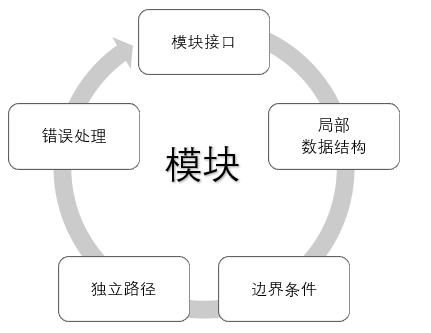 模块接口
局部
数据结构
边界条件
独立路径
错误处理
模块